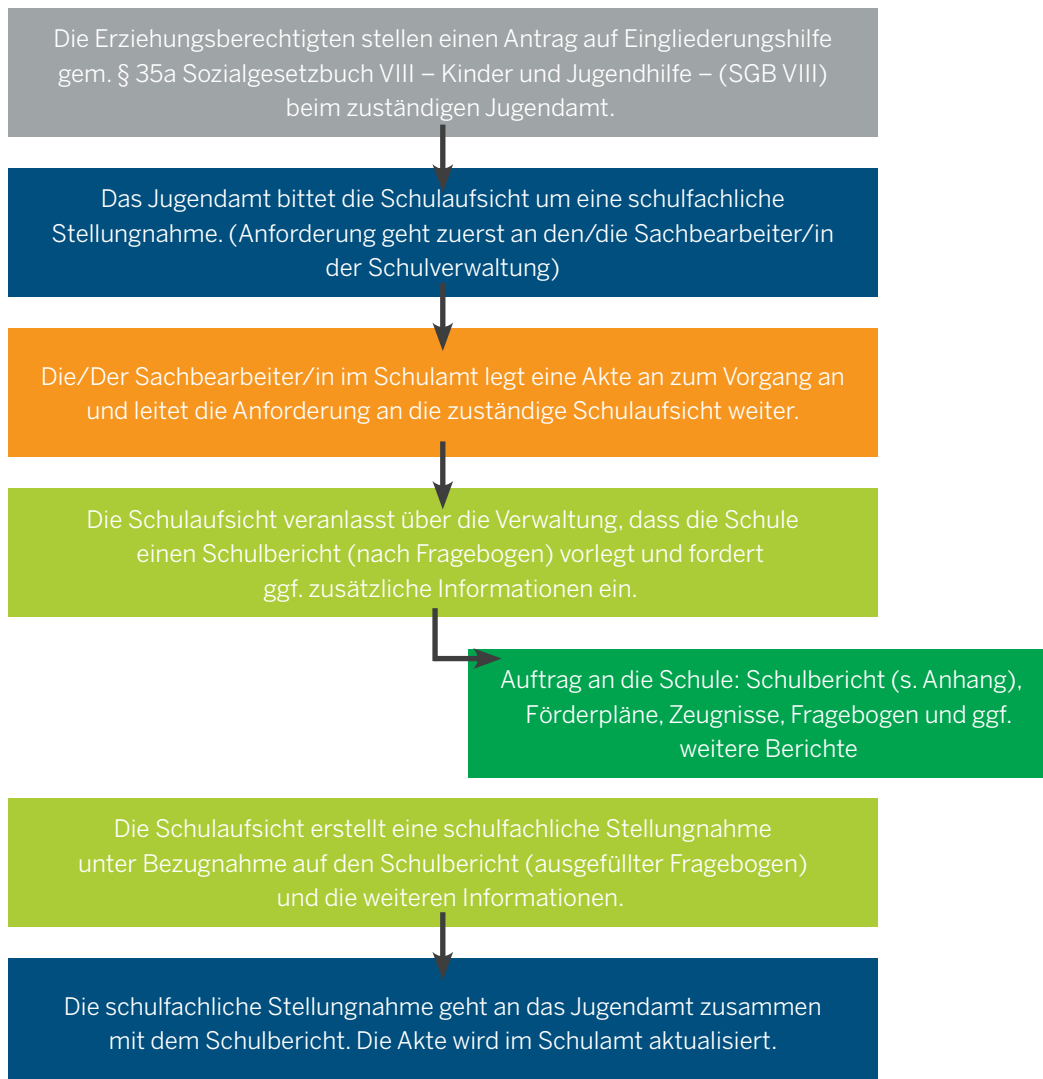 Die Erziehungsberechtigten stellen einen Antrag auf Eingliederungshilfe
gem. § 35a Sozialgesetzbuch VIII – Kinder und Jugendhilfe – (SGB VIII)
beim zuständigen Jugendamt.
Das Jugendamt bittet die Schulaufsicht um eine schulfachliche
Stellungnahme. (Anforderung geht zuerst an den/die Sachbearbeiter/in
der Schulverwaltung)
Die/Der Sachbearbeiter/in im Schulamt legt eine Akte an zum Vorgang an
und leitet die Anforderung an die zuständige Schulaufsicht weiter.
Die Schulaufsicht veranlasst über die Verwaltung, dass die Schule
einen Schulbericht (nach Fragebogen) vorlegt und fordert
ggf. zusätzliche Informationen ein.
Auftrag an die Schule: Schulbericht (s. Anhang),
Förderpläne, Zeugnisse, Fragebogen und ggf.
weitere Berichte
Die Schulaufsicht erstellt eine schulfachliche Stellungnahme
unter Bezugnahme auf den Schulbericht (ausgefüllter Fragebogen)
und die weiteren Informationen.
Die schulfachliche Stellungnahme geht an das Jugendamt zusammen
mit dem Schulbericht. Die Akte wird im Schulamt aktualisiert.